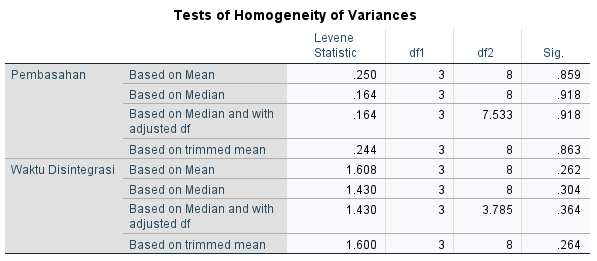 Tests of Homogeneity of Variances
Levene Statistic df1 df2 Sig.
Pembasahan Based on Mean .250 3 8 .859
Based on Median .164 3 8 .918
Based on Median and with adjusted df .164 3 7.533 .918
Based on trimmed mean .244 3 8 .863
Waktu Disintegrasi Based on Mean 1.608 3 8 .262
Based on Median 1.430 3 8 .304
Based on Median and with adjusted df 1.430 3 3.785 .364
Based on trimmed mean 1.600 3 8 .264